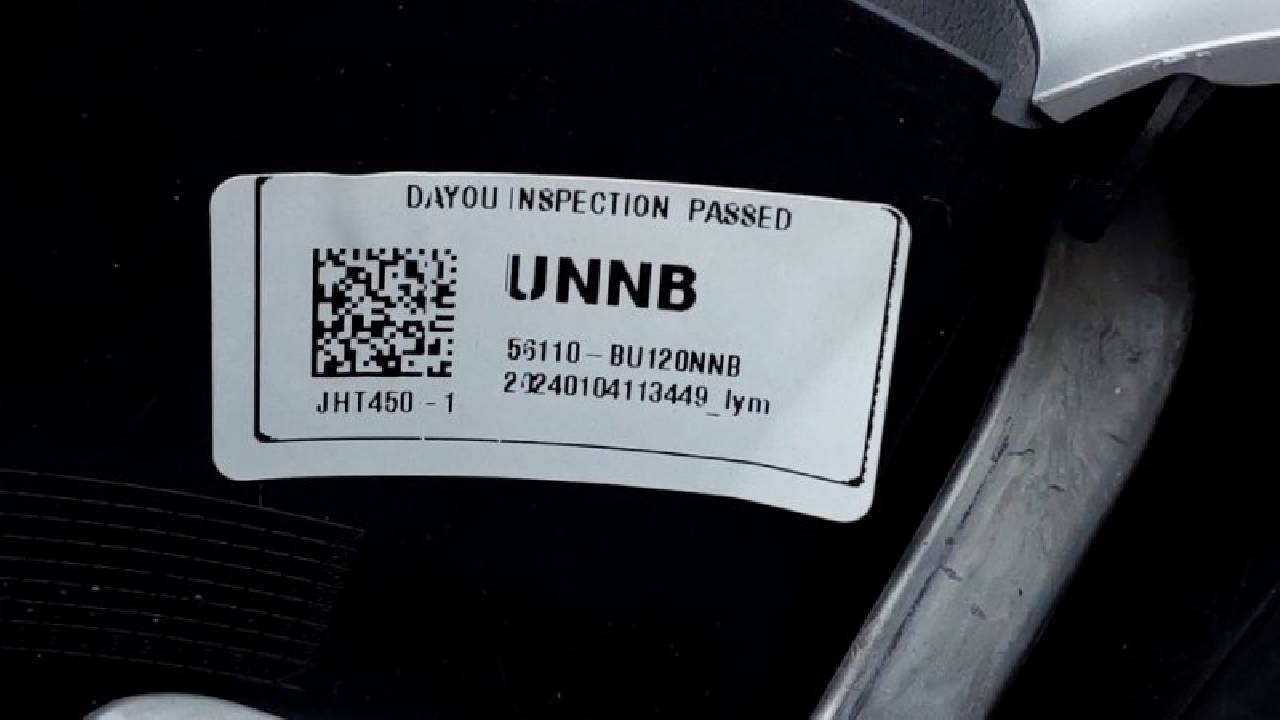 DAYOU INSPECTION PASSED
UNNB
56110-BU120NNB
20240104113449_lym
JHT450-1